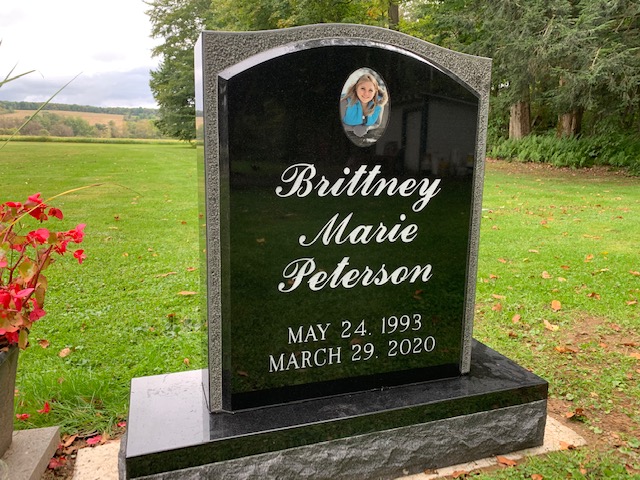 Brittney
Marie
Peterson
MAY 24. 1993
MARCH 29. 2020